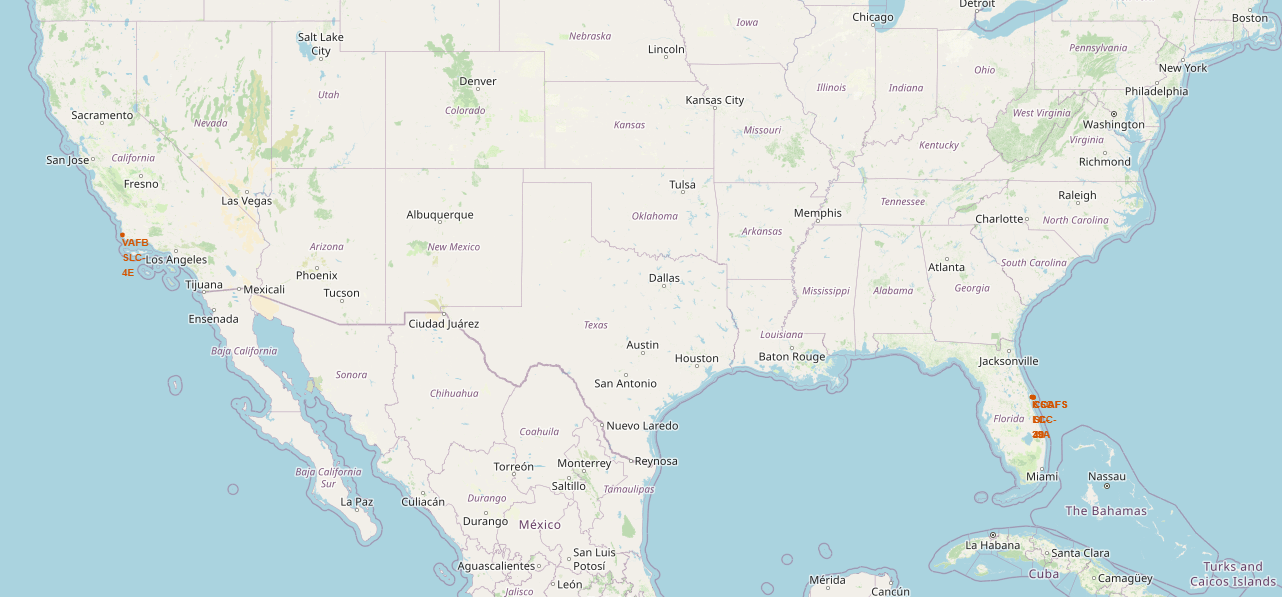 Chicago
Detroit
Iowa
Boston
Salt Lake
City
Nebraska
Lincoln
Pennsylvania
New York
Ohio
Denver
Utah
Illinois
Indiana
Philadelphia
Kansas City
Sacramento
Colorado
Nevada
Kansas
Missouri
West Virginia
Washington
Virginia
Kentucky
San Jose
California
Richmond
Fresno
Tulsa
Las Vegas
Raleigh
Tennessee
Albuquerque
Oklahoma
Memphis
Charlotte
North Carolina
Arkansas
VAFB
SLC-
4E
Los Angeles
Arizona
New Mexico
Atlanta
South Carolina
Phoenix
Dallas
Tijuana
Mexicali
Tucson
Mississippi
Alabama
Georgia
Ensenada
Ciudad Juárez
Texas
Louisiana
Baja California
Austin
Houston
Baton Rouge
Jacksonville
Sonora
San Antonio
Chihuahua
Florida
Coahuila
Nuevo Laredo
Baja California
Sur
Torreón
Monterrey
Reynosa
Miami
Nassau
Saltillo
Tamaulipas
La Paz
Culiacán
Durango
Durango
México
The Bahamas
La Habana
Santa Clara
San Luis
Potosí
Aguascalientes
León
Jalisco
Mérida
Cancún
Cuba
Camagüey
Turks and
Caicos Islands